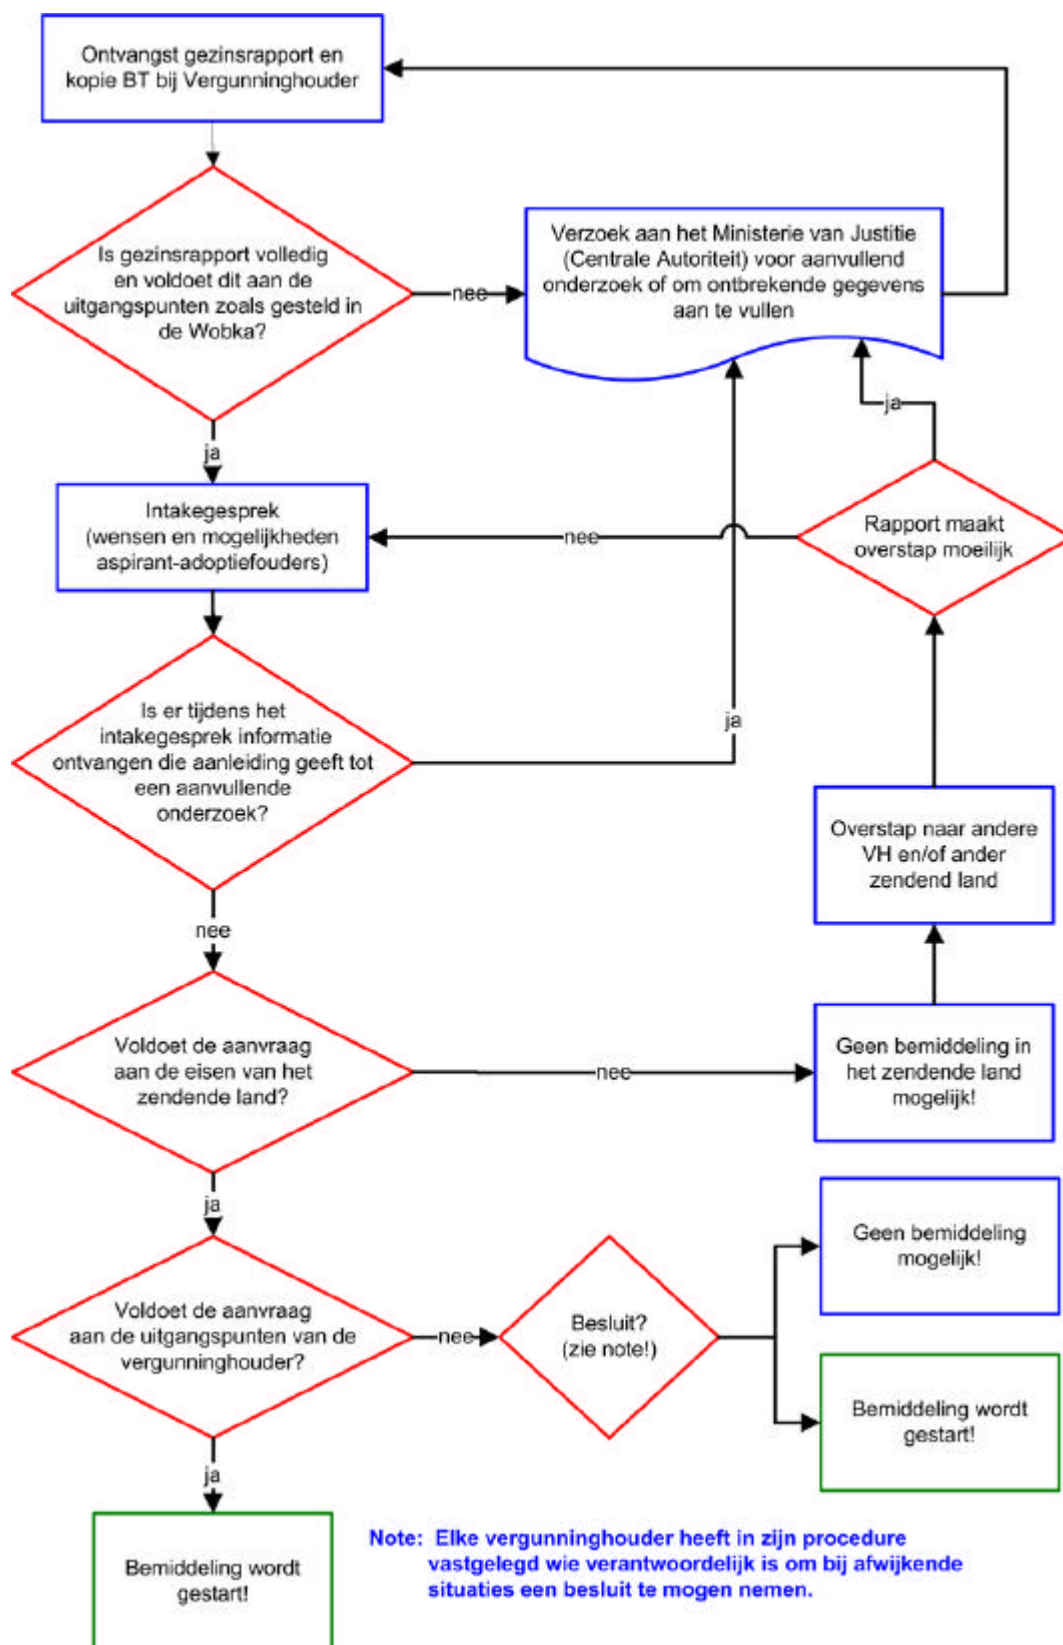 Ontvangst gezinsrapport en
kopie BT bij Vergunninghouder
Is gezinsrapport volledig
en voldoet dit aan de
uitgangspunten zoals gesteld in
de Wobka?
nee
Verzoek aan het Ministerie van Justitie
(Centrale Autoriteit) voor aanvullend
onderzoek of om ontbrekende gegevens
aan te vullen
ja
ja
Intakegesprek
(wensen en mogelijkheden
aspirant-adoptiefouders)
nee
Rapport maakt
overstap moeilijk
Is er tijdens het
intakegesprek informatie
ontvangen die aanleiding geeft tot
een aanvullende
onderzoek?
ja
Overstap naar andere
VH en/of ander
zendend land
nee
Voldoet de aanvraag
aan de eisen van het
zendende land?
nee
Geen bemiddeling in
het zendende land
mogelijk!
ja
Voldoet de aanvraag
aan de uitgangspunten van de
vergunninghouder?
nee
Besluit?
(zie note!)
Geen bemiddeling
mogelijk!
Bemiddeling wordt
gestart!
ja
Bemiddeling wordt
gestart!
Note: Elke vergunninghouder heeft in zijn procedure
vastgelegd wie verantwoordelijk is om bij afwijkende
situaties een besluit te mogen nemen.